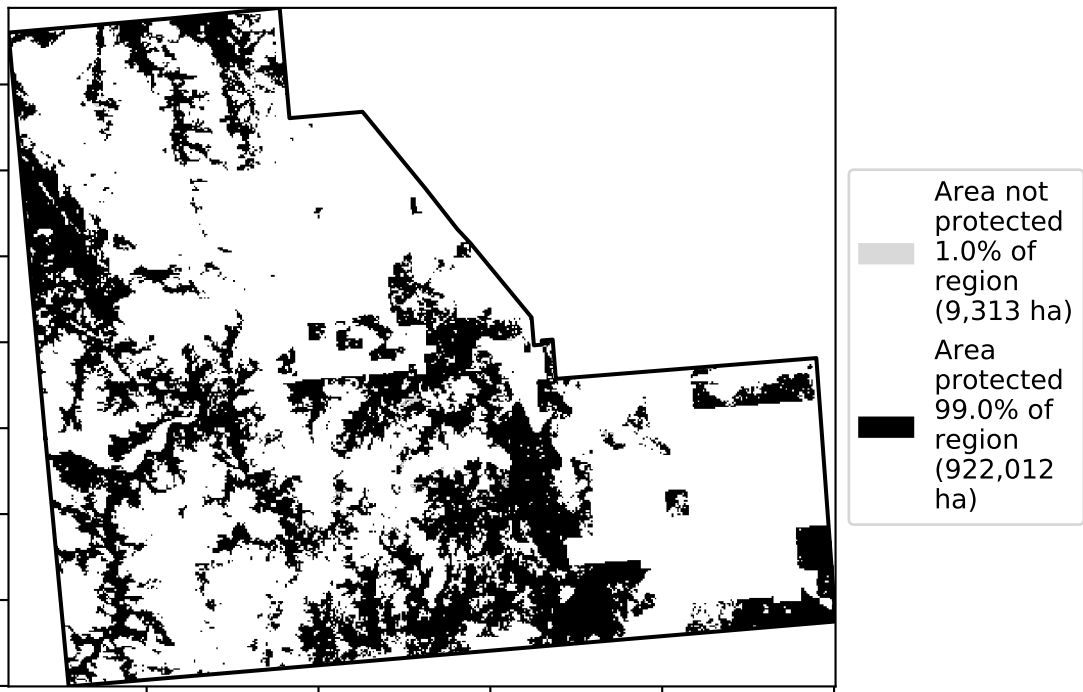 Area not
protected
1.0% of
region
(9,313 ha)
Area
protected
99.0% of
region
(922,012
ha)